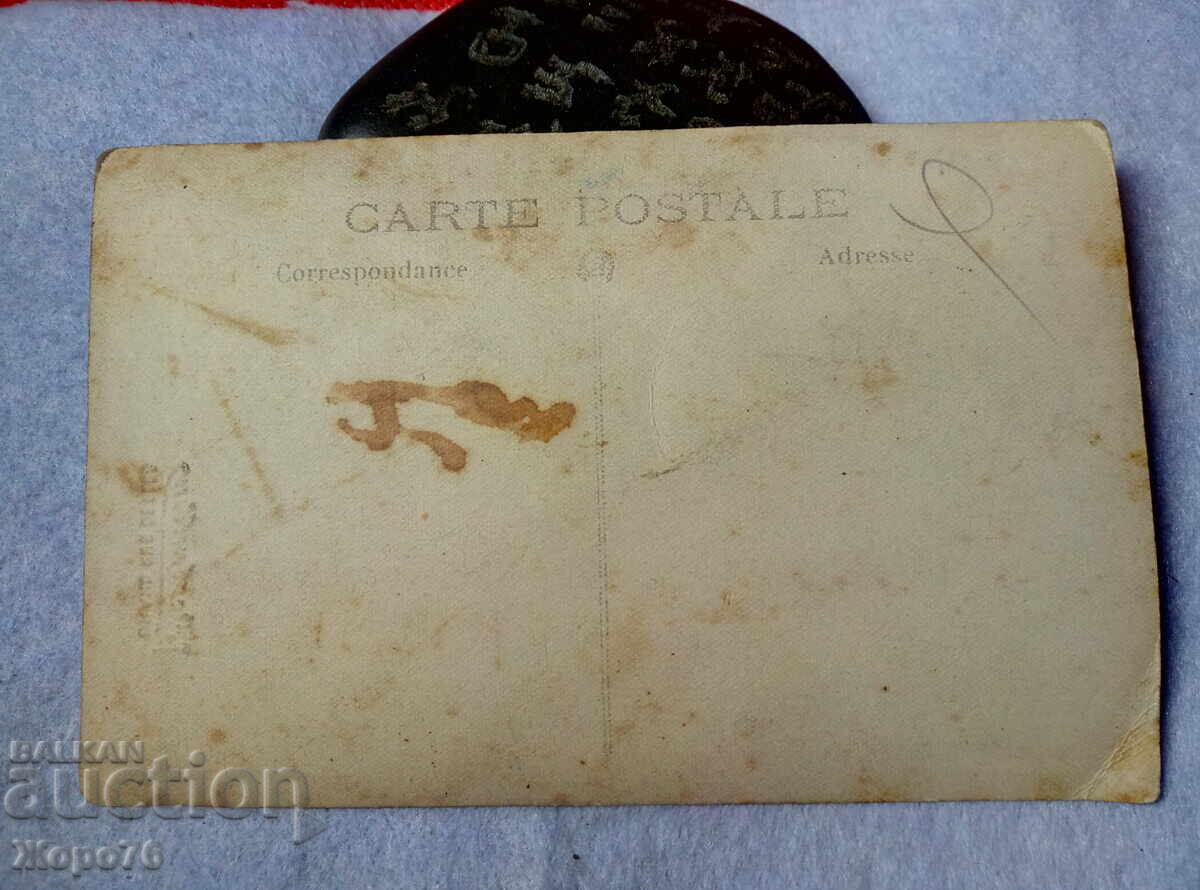 CARTE POSTALE
Correspondance
Adresse
BALKAN
auction
Жоро76